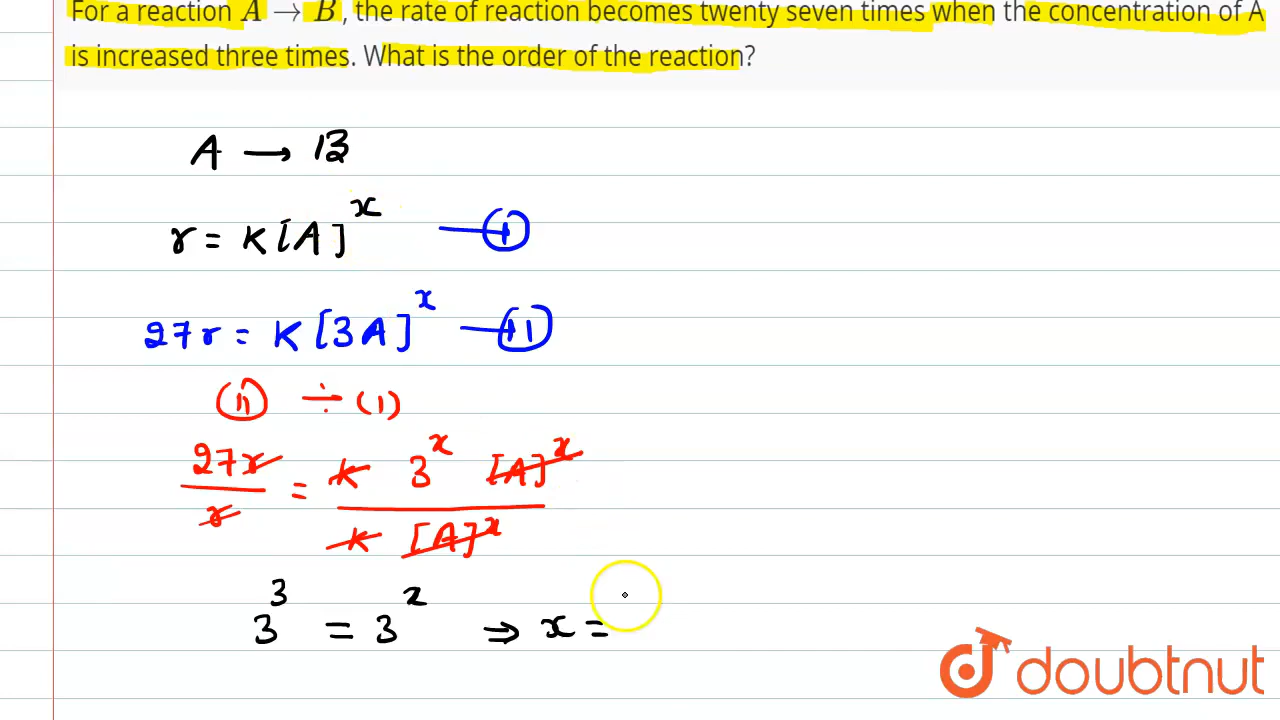 For a reaction A → B, the rate of reaction becomes twenty seven times when the concentration of A
is increased three times. What is the order of the reaction?
A → B
r = K[A]^x — (i)
27r = K[3A]^x — (ii)
(ii) ÷ (1)
27r / r = k 3^x [A]^x / k [A]^x
3^3 = 3^x ⇒ x =
doubtnut